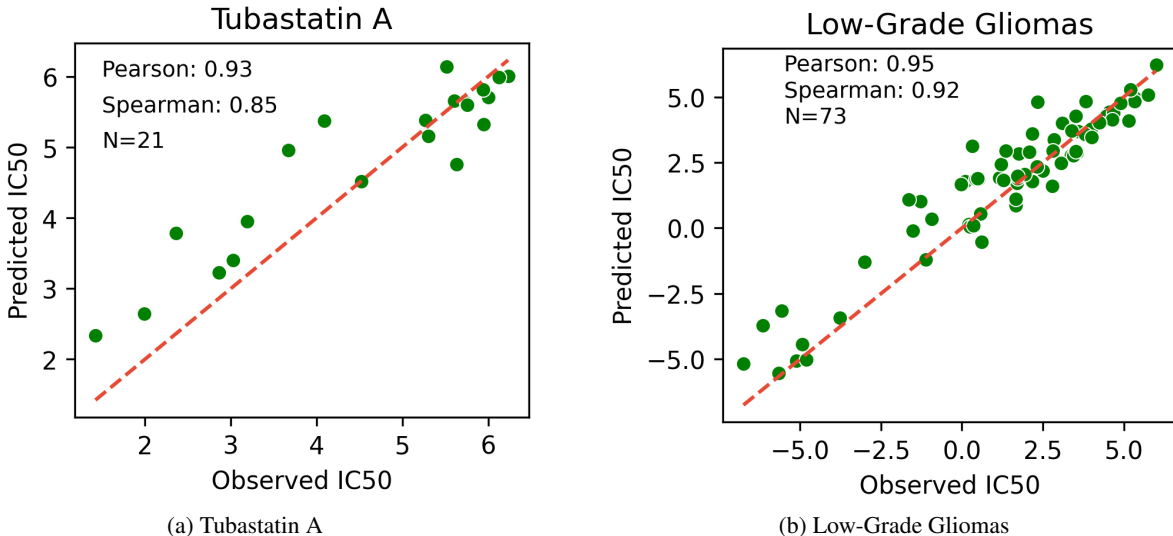 Tubastatin A
Pearson: 0.93
Spearman: 0.85
N=21
6
5
4
3
2
Predicted IC50
2 3 4 5 6
Observed IC50
(a) Tubastatin A
Low-Grade Gliomas
Pearson: 0.95
Spearman: 0.92
N=73
5.0
2.5
0.0
−2.5
−5.0
Predicted IC50
−5.0 −2.5 0.0 2.5 5.0
Observed IC50
(b) Low-Grade Gliomas